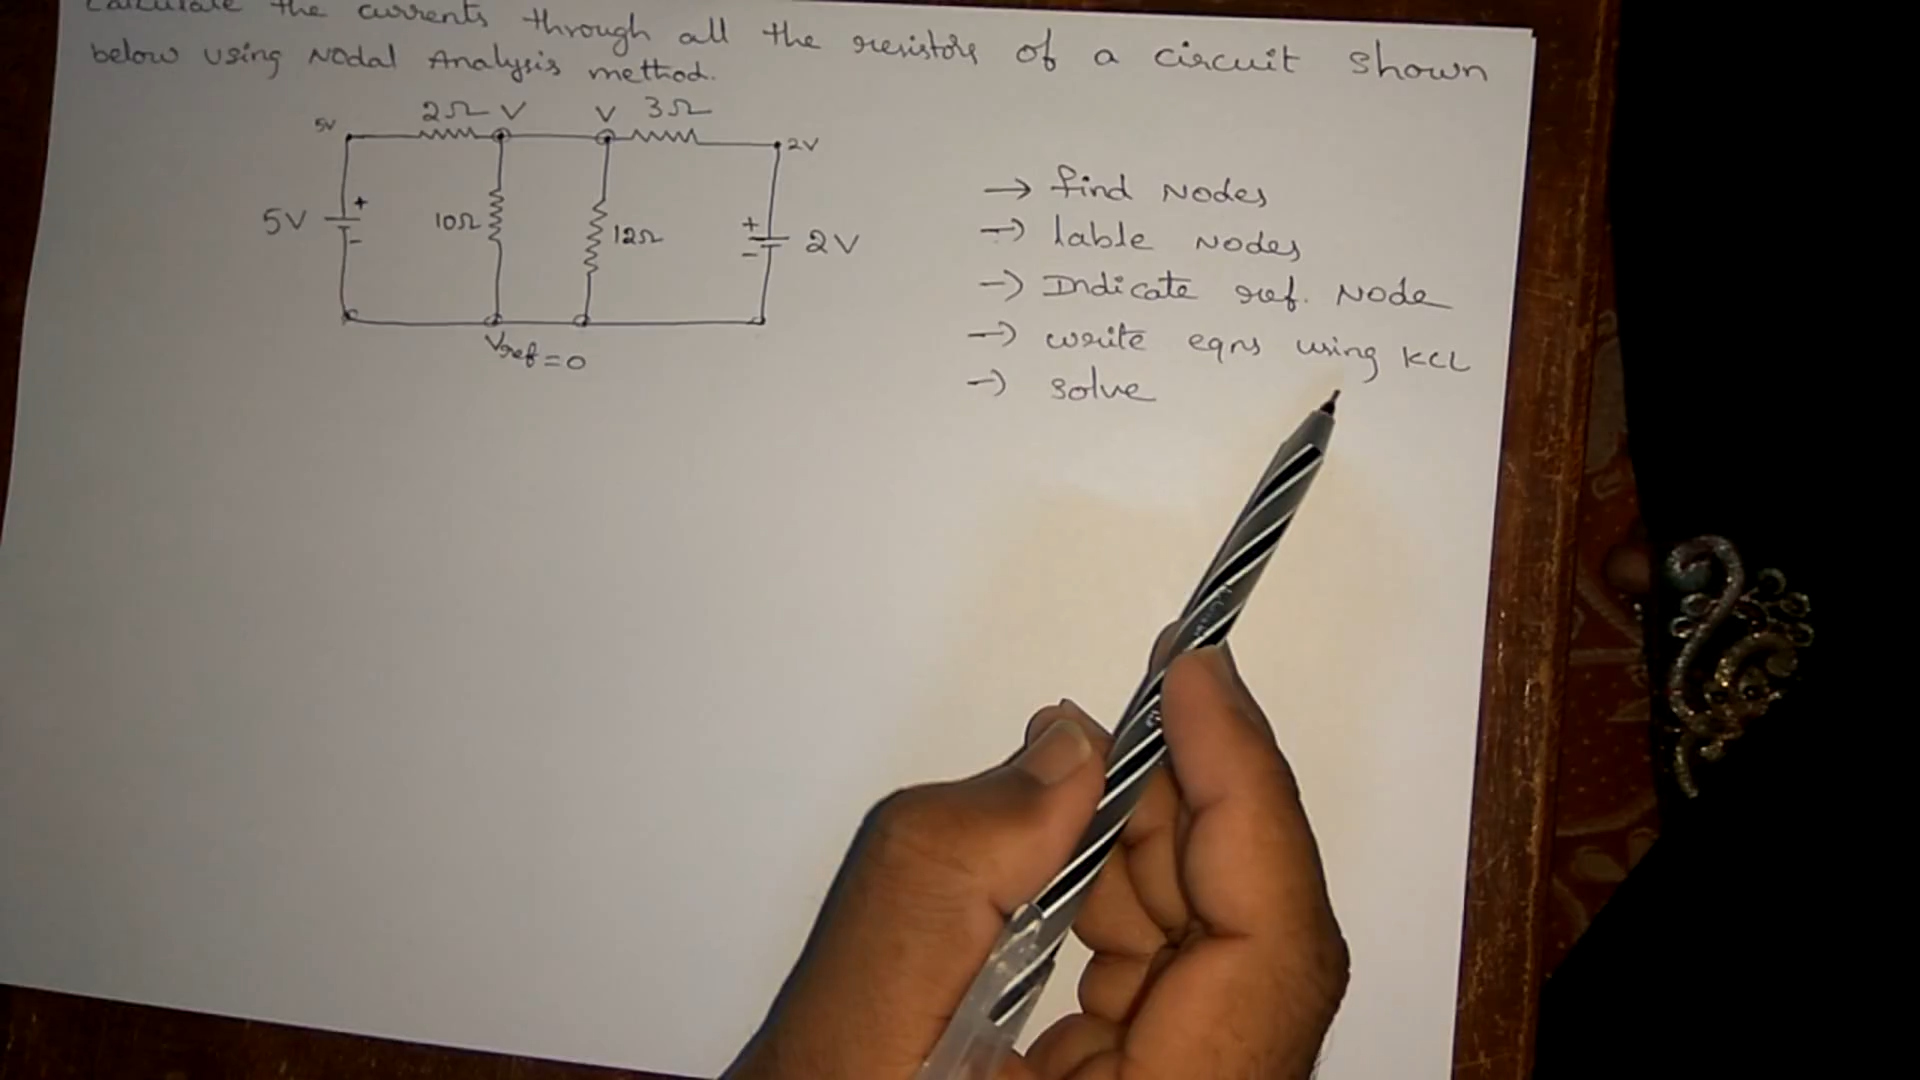 Calculate the currents through all the resistors of a circuit shown
below using Nodal Analysis method.
5V 2Ω V V 3Ω 2V
5V + - 10Ω 12Ω + - 2V
Vref = 0
→ find Nodes
→ lable Nodes
→ Indicate ref. Node
→ write eqns using KCL
→ solve